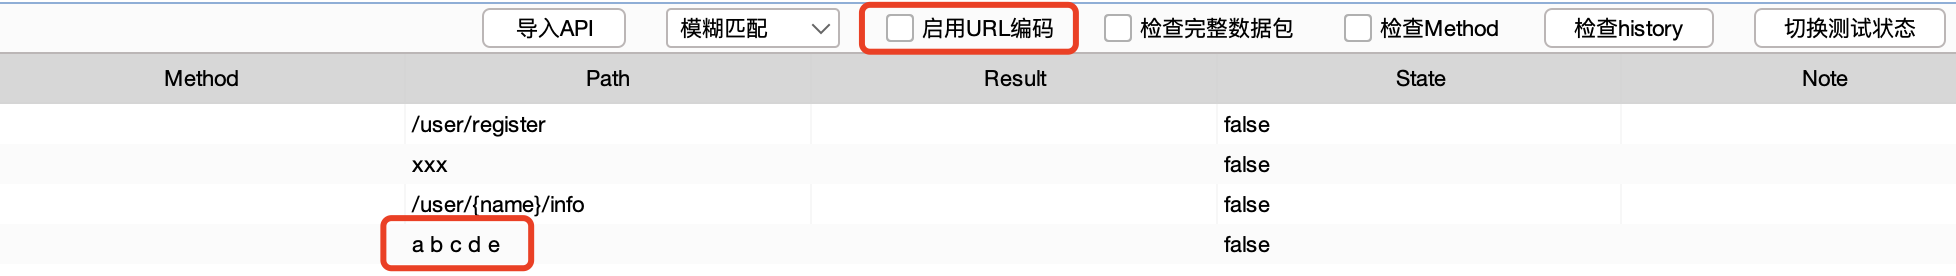 导入API 模糊匹配 启用URL编码 检查完整数据包 检查Method 检查history 切换测试状态
Method Path Result State Note
/user/register false
xxx false
/user/{name}/info false
a b c d e false